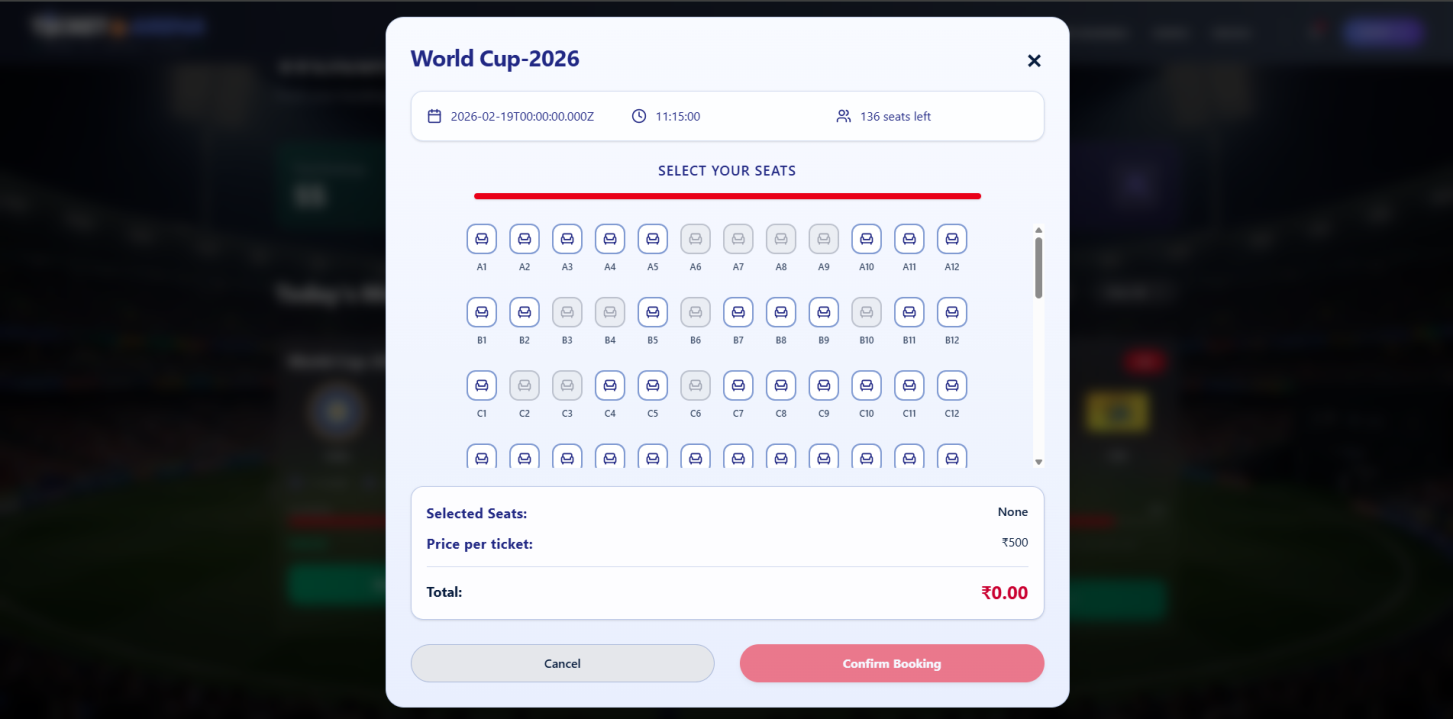 World Cup-2026
2026-02-19T00:00:00.000Z 11:15:00 136 seats left
SELECT YOUR SEATS
A1 A2 A3 A4 A5 A6 A7 A8 A9 A10 A11 A12
B1 B2 B3 B4 B5 B6 B7 B8 B9 B10 B11 B12
C1 C2 C3 C4 C5 C6 C7 C8 C9 C10 C11 C12
Selected Seats: None
Price per ticket: ₹500
Total: ₹0.00
Cancel Confirm Booking